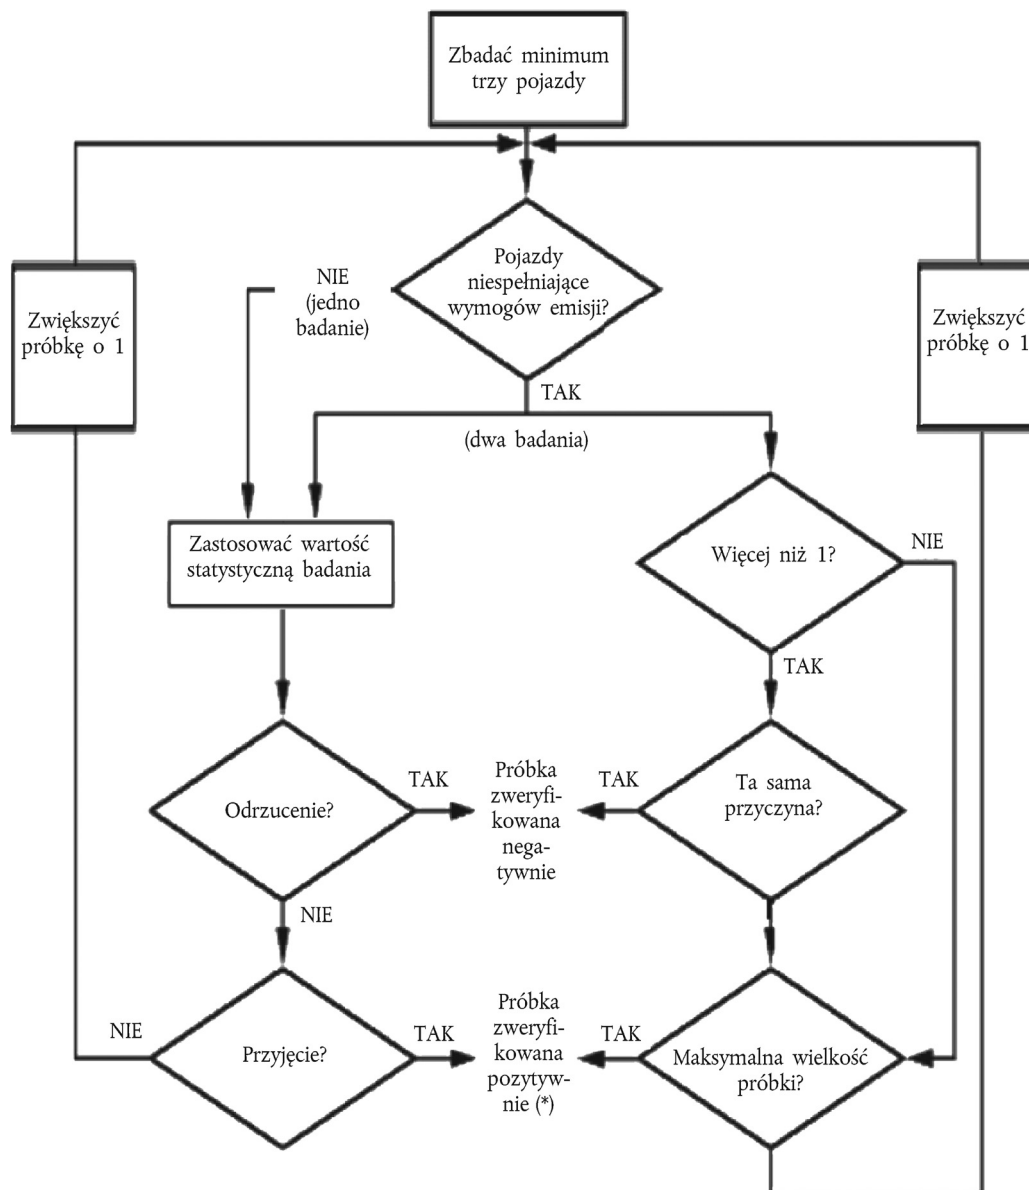 Zbadać minimum
trzy pojazdy
Pojazdy
niespełniające
wymogów emisji?
NIE
(jedno
badanie)
Zwiększyć
próbkę o 1
Zwiększyć
próbkę o 1
TAK
(dwa badania)
Zastosować wartość
statystyczną badania
Więcej niż 1?
NIE
TAK
Odrzucenie?
TAK
Próbka
zweryfi-
kowana
nega-
tywnie
TAK
Ta sama
przyczyna?
NIE
NIE
Przyjęcie?
TAK
Próbka
zweryfi-
kowana
pozytyw-
nie (*)
TAK
Maksymalna wielkość
próbki?